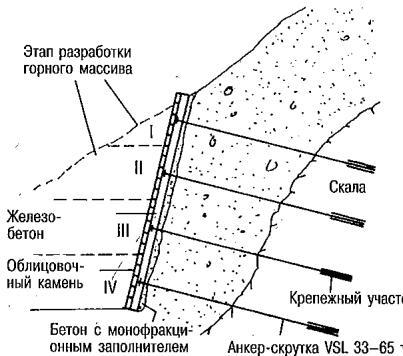 Этап разработки
горного массива
I
II
Скала
Железо-
бетон
III
Облицовоч-
ный камень
IV
Крепежный участо
Бетон с монофракци-
онным заполнителем
Анкер-скрутка VSL 33–65 т